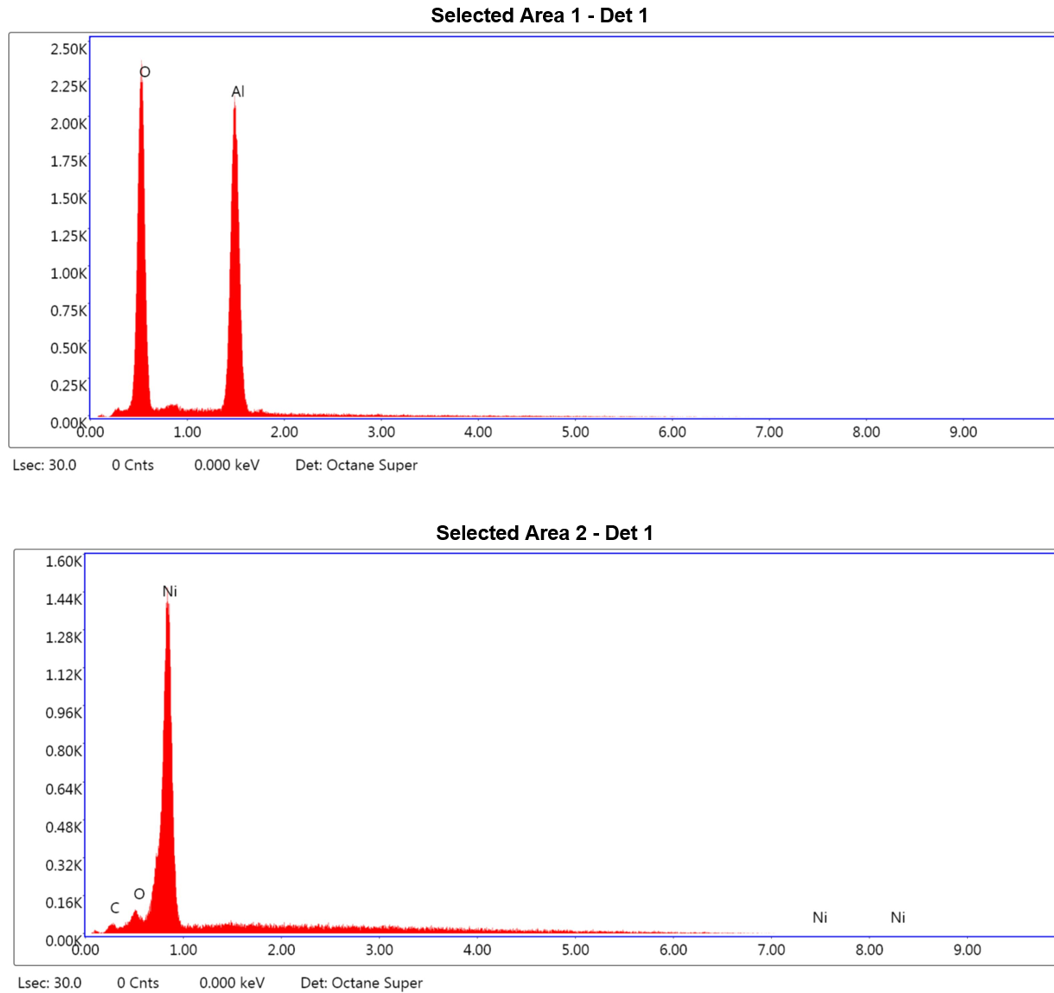 Selected Area 1 - Det 1
2.50K
O
2.25K
Al
2.00K
1.75K
1.50K
1.25K
1.00K
0.75K
0.50K
0.25K
0.00K
0.00 1.00 2.00 3.00 4.00 5.00 6.00 7.00 8.00 9.00
Lsec: 30.0 0 Cnts 0.000 keV Det: Octane Super
Selected Area 2 - Det 1
1.60K
Ni
1.44K
1.28K
1.12K
0.96K
0.80K
0.64K
0.48K
0.32K
O
0.16K
C
Ni Ni
0.00K
0.00 1.00 2.00 3.00 4.00 5.00 6.00 7.00 8.00 9.00
Lsec: 30.0 0 Cnts 0.000 keV Det: Octane Super